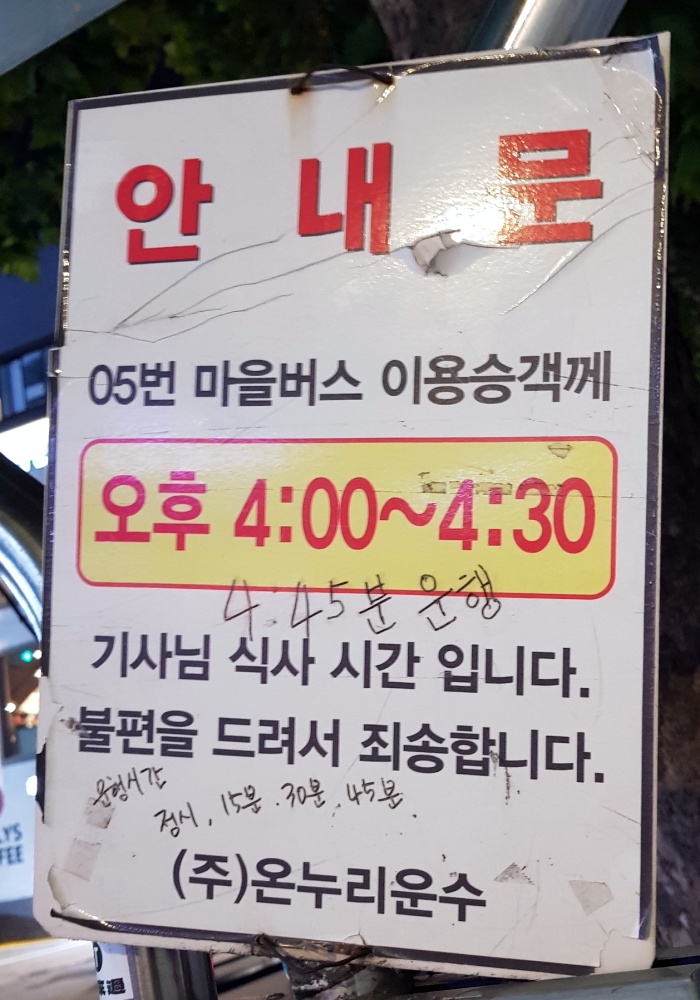 안 내 문
05번 마을버스 이용승객께
오후 4:00~4:30
4:45분 운행
기사님 식사 시간 입니다.
불편을 드려서 죄송합니다.
운행시간
정시, 15분. 30분. 45분.
(주)온누리운수